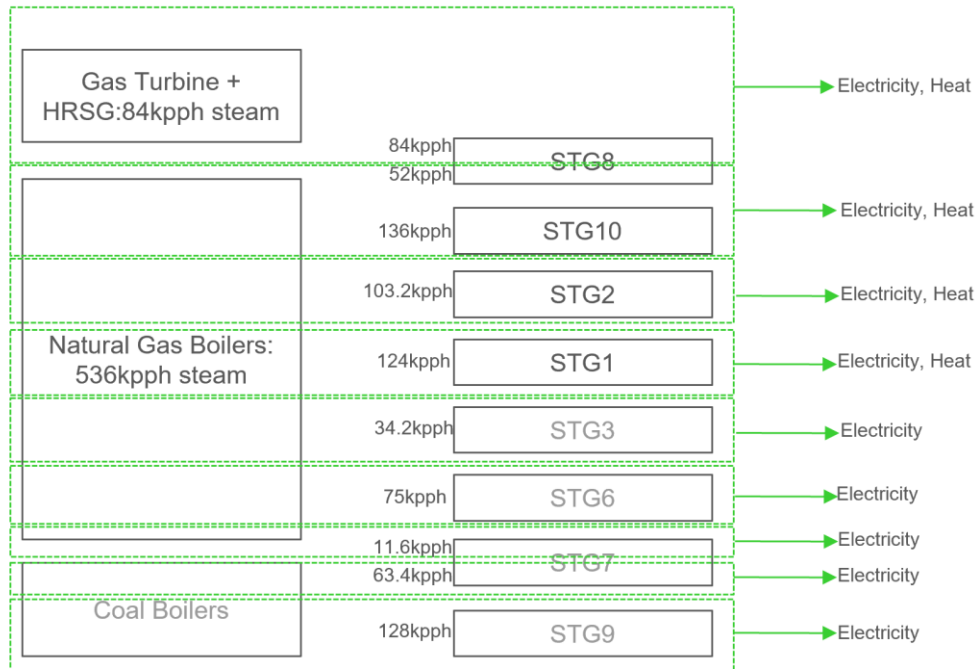 Gas Turbine +
HRSG:84kpph steam
Electricity, Heat
84kpph
STG8
52kpph
Electricity, Heat
136kpph
STG10
103.2kpph
STG2
Electricity, Heat
Natural Gas Boilers:
536kpph steam
124kpph
STG1
Electricity, Heat
34.2kpph
STG3
Electricity
75kpph
STG6
Electricity
11.6kpph
STG7
Electricity
63.4kpph
Electricity
Coal Boilers
128kpph
STG9
Electricity